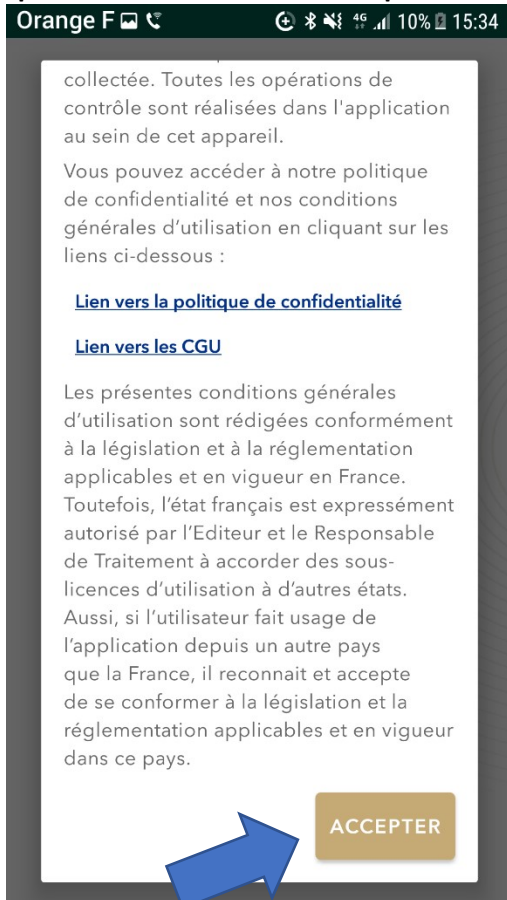 Orange F 4G 10% 15:34
collectée. Toutes les opérations de
contrôle sont réalisées dans l'application
au sein de cet appareil.
Vous pouvez accéder à notre politique
de confidentialité et nos conditions
générales d’utilisation en cliquant sur les
liens ci-dessous :
Lien vers la politique de confidentialité
Lien vers les CGU
Les présentes conditions générales
d’utilisation sont rédigées conformément
à la législation et à la réglementation
applicables et en vigueur en France.
Toutefois, l’état français est expressément
autorisé par l’Editeur et le Responsable
de Traitement à accorder des sous-
licences d’utilisation à d’autres états.
Aussi, si l’utilisateur fait usage de
l’application depuis un autre pays
que la France, il reconnait et accepte
de se conformer à la législation et la
réglementation applicables et en vigueur
dans ce pays.
ACCEPTER